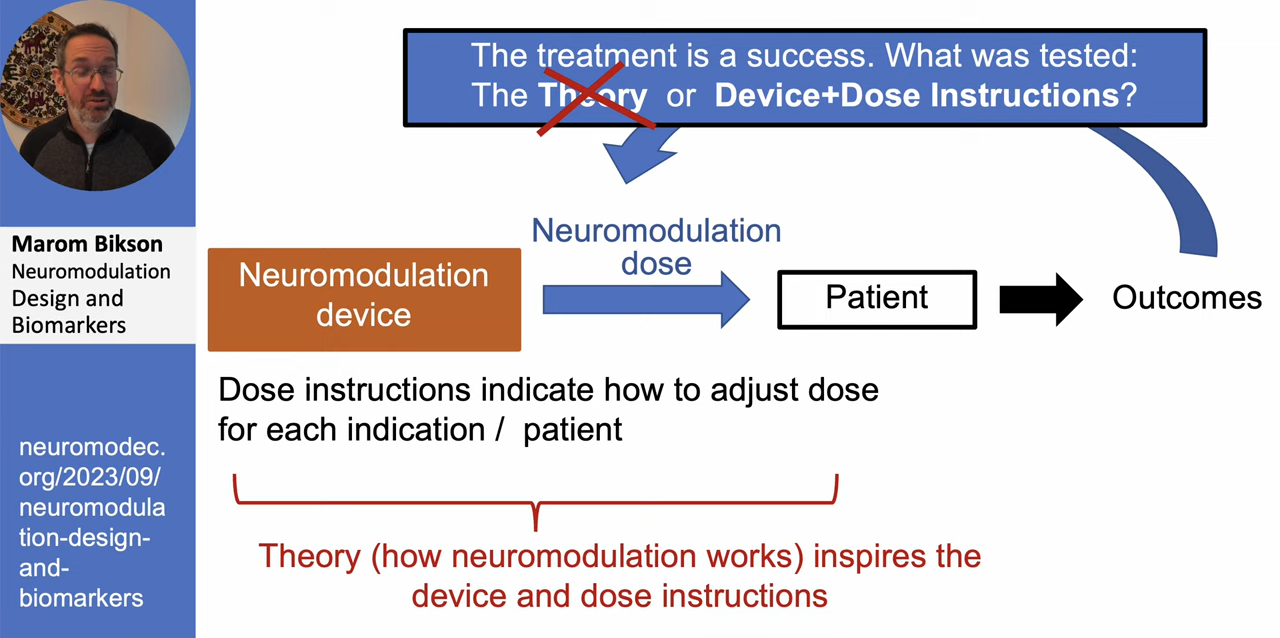 The treatment is a success. What was tested:
The Theory or Device+Dose Instructions?
Marom Bikson
Neuromodulation
Design and
Biomarkers
neuromodec.
org/2023/09/
neuromodula
tion-design-
and-
biomarkers
Neuromodulation
device
Neuromodulation
dose
Patient
Outcomes
Dose instructions indicate how to adjust dose
for each indication / patient
Theory (how neuromodulation works) inspires the
device and dose instructions